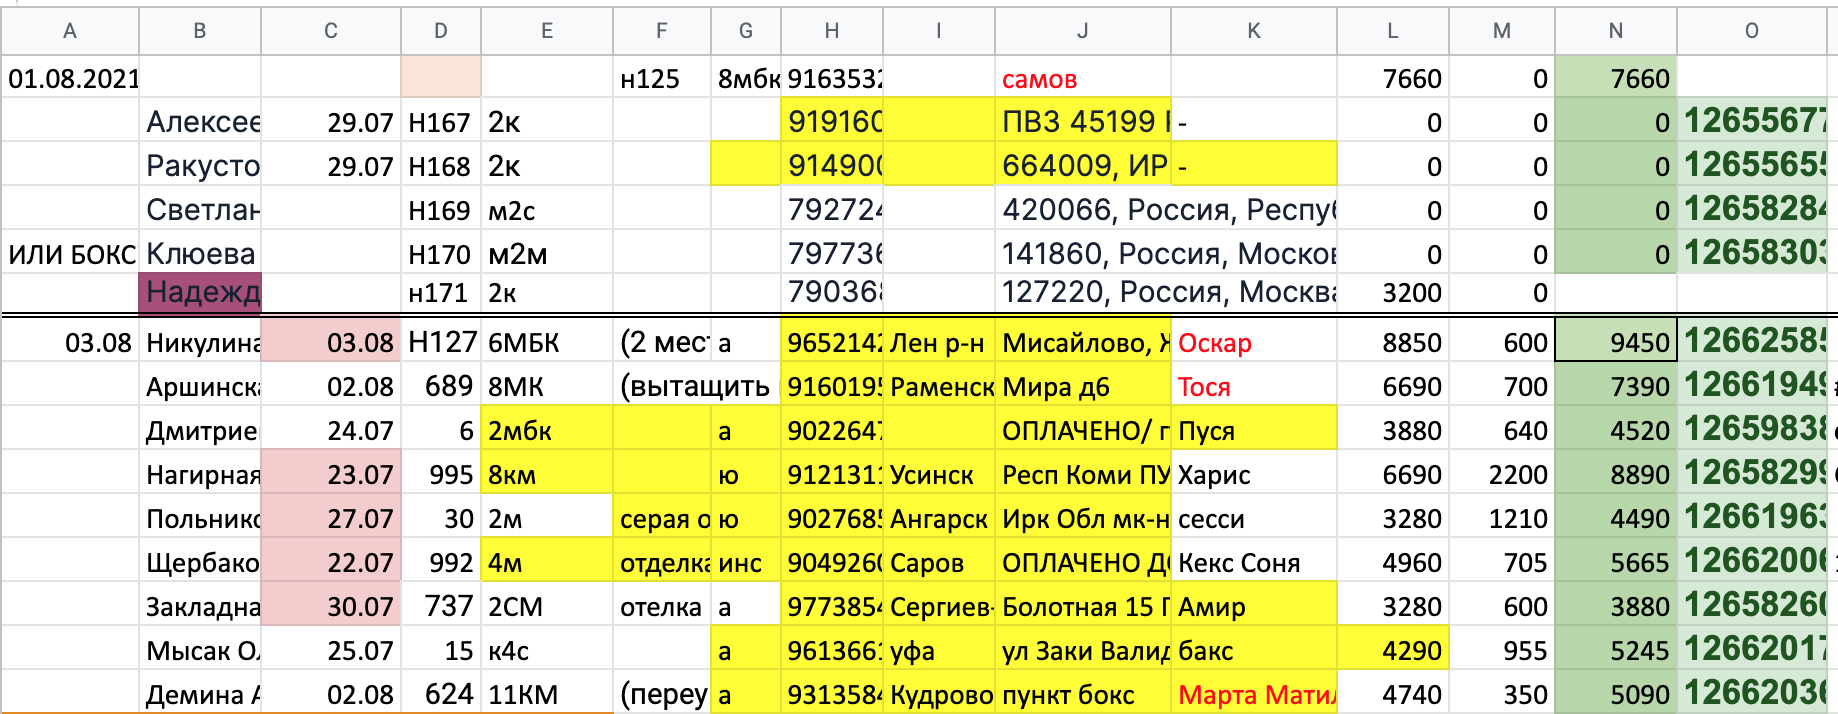 A B C D E F G H I J K L M N O
01.08.2021 н125 8мбк 9163532 самов 7660 0 7660
Алексее 29.07 Н167 2к 919160 ПВЗ 45199 - 0 0 0 12655677
Ракусто 29.07 Н168 2к 914900 664009, ИР - 0 0 0 12655655
Светлан Н169 м2с 792724 420066, Россия, Респуб 0 0 0 12658284
ИЛИ БОКС Клюева Н170 м2м 797736 141860, Россия, Москов 0 0 0 12658303
Надежд н171 2к 790368 127220, Россия, Москва 3200 0
03.08 Никулина 03.08 Н127 6МБК (2 мест а 9652142 Лен р-н Мисайлово, Оскар 8850 600 9450 12662585
Аршинска 02.08 689 8МК (вытащить 9160195 Раменск Мира д6 Тося 6690 700 7390 12661949
Дмитрие 24.07 6 2мбк а 9022647 ОПЛАЧЕНО/ г Пуся 3880 640 4520 12659838
Нагирная 23.07 995 8км ю 9121311 Усинск Респ Коми ПУ Харис 6690 2200 8890 12658299
Польнико 27.07 30 2м серая о ю 9027685 Ангарск Ирк Обл мк-н сесси 3280 1210 4490 12661963
Щербако 22.07 992 4м отделка инс 9049260 Саров ОПЛАЧЕНО Д Кекс Соня 4960 705 5665 12662006
Закладна 30.07 737 2СМ отелка а 9773854 Сергиев- Болотная 15 Амир 3280 600 3880 12658260
Мысак Ол 25.07 15 к4с а 9613661 уфа ул Заки Валид бакс 4290 955 5245 12662017
Демина А 02.08 624 11КМ (переу а 9313584 Кудрово пункт бокс Марта Матил 4740 350 5090 12662036